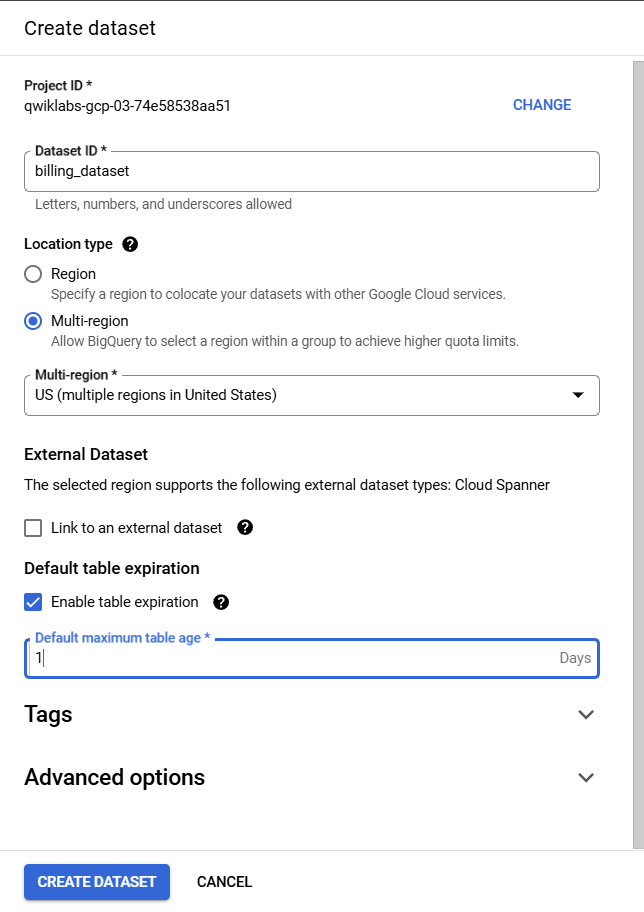 Create dataset
Project ID *
qwiklabs-gcp-03-74e58538aa51
CHANGE
Dataset ID *
billing_dataset
Letters, numbers, and underscores allowed
Location type
Region
Specify a region to colocate your datasets with other Google Cloud services.
Multi-region
Allow BigQuery to select a region within a group to achieve higher quota limits.
Multi-region *
US (multiple regions in United States)
External Dataset
The selected region supports the following external dataset types: Cloud Spanner
Link to an external dataset
Default table expiration
Enable table expiration
Default maximum table age *
1 Days
Tags
Advanced options
CREATE DATASET CANCEL